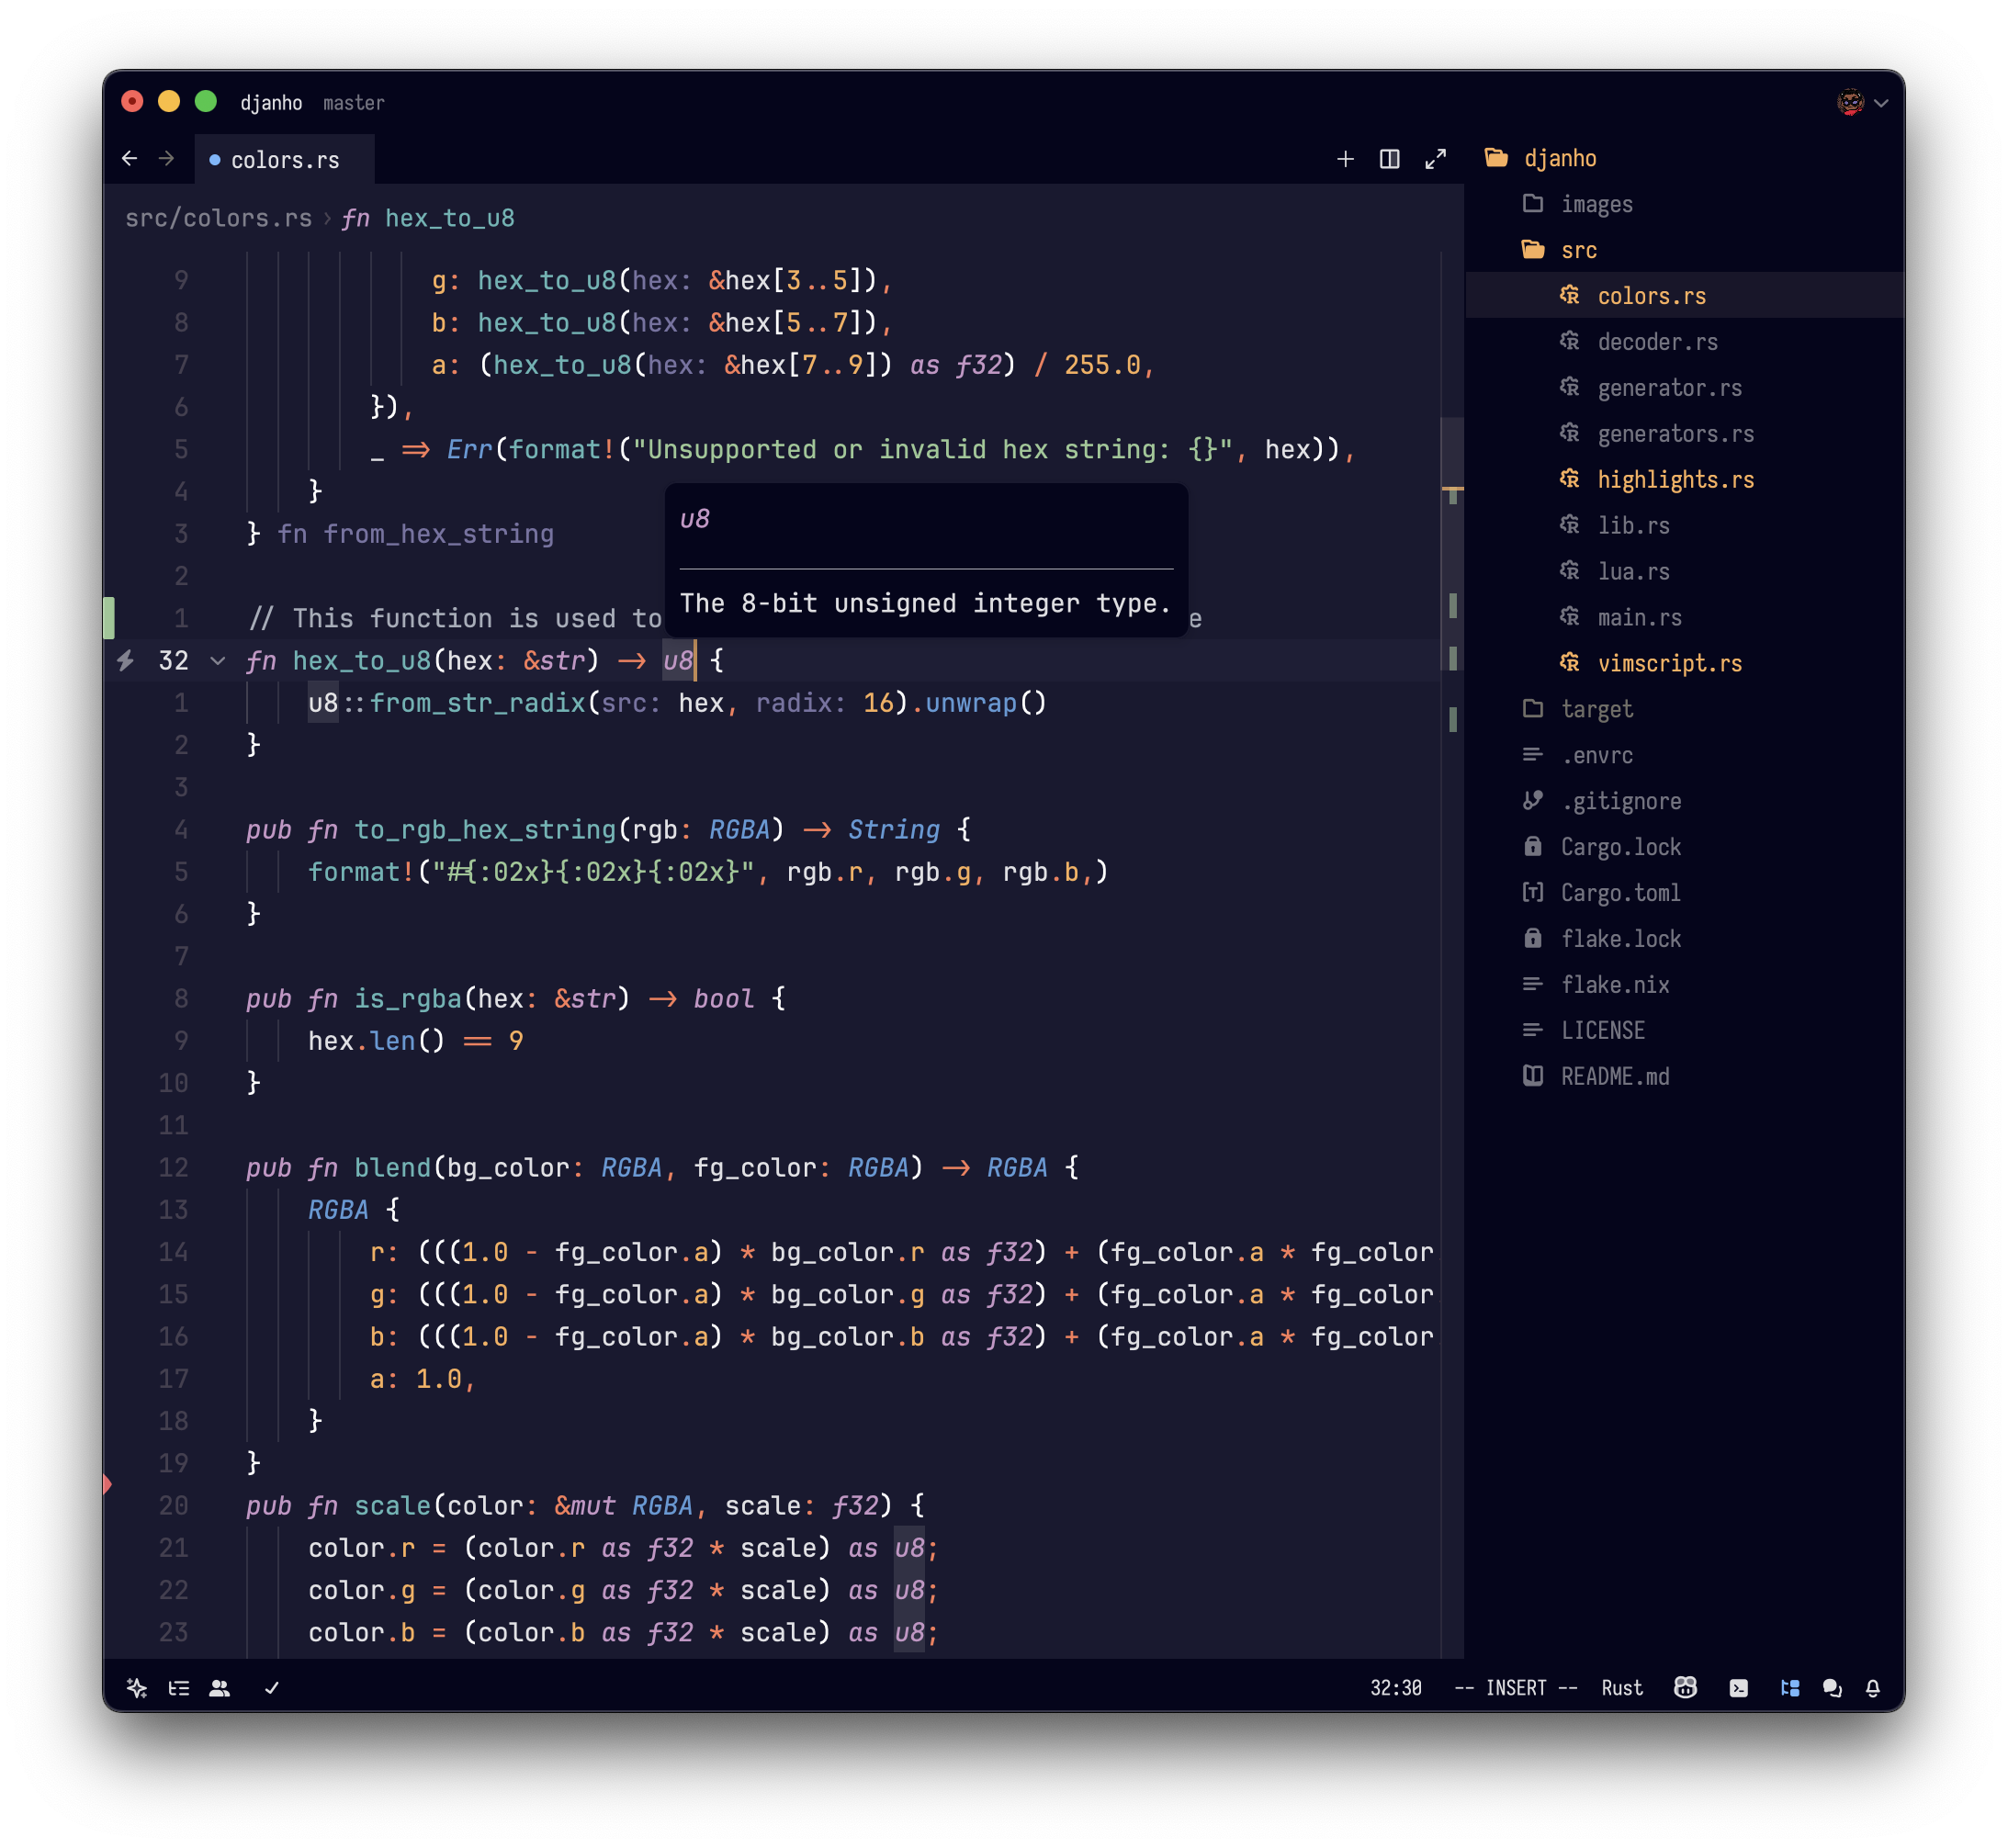 djanho master
colors.rs
src/colors.rs › fn hex_to_u8
9 g: hex_to_u8(hex: &hex[3..5]),
8 b: hex_to_u8(hex: &hex[5..7]),
7 a: (hex_to_u8(hex: &hex[7..9]) as f32) / 255.0,
6 }),
5 _ => Err(format!("Unsupported or invalid hex string: {}", hex)),
4 }
3 } fn from_hex_string
2
1 // This function is used to e
u8
The 8-bit unsigned integer type.
32 fn hex_to_u8(hex: &str) -> u8 {
1 u8::from_str_radix(src: hex, radix: 16).unwrap()
2 }
3
4 pub fn to_rgb_hex_string(rgb: RGBA) -> String {
5 format!("#{:02x}{:02x}{:02x}", rgb.r, rgb.g, rgb.b,)
6 }
7
8 pub fn is_rgba(hex: &str) -> bool {
9 hex.len() == 9
10 }
11
12 pub fn blend(bg_color: RGBA, fg_color: RGBA) -> RGBA {
13 RGBA {
14 r: (((1.0 - fg_color.a) * bg_color.r as f32) + (fg_color.a * fg_color
15 g: (((1.0 - fg_color.a) * bg_color.g as f32) + (fg_color.a * fg_color
16 b: (((1.0 - fg_color.a) * bg_color.b as f32) + (fg_color.a * fg_color
17 a: 1.0,
18 }
19 }
20 pub fn scale(color: &mut RGBA, scale: f32) {
21 color.r = (color.r as f32 * scale) as u8;
22 color.g = (color.g as f32 * scale) as u8;
23 color.b = (color.b as f32 * scale) as u8;
djanho
images
src
colors.rs
decoder.rs
generator.rs
generators.rs
highlights.rs
lib.rs
lua.rs
main.rs
vimscript.rs
target
.envrc
.gitignore
Cargo.lock
Cargo.toml
flake.lock
flake.nix
LICENSE
README.md
32:30 -- INSERT -- Rust